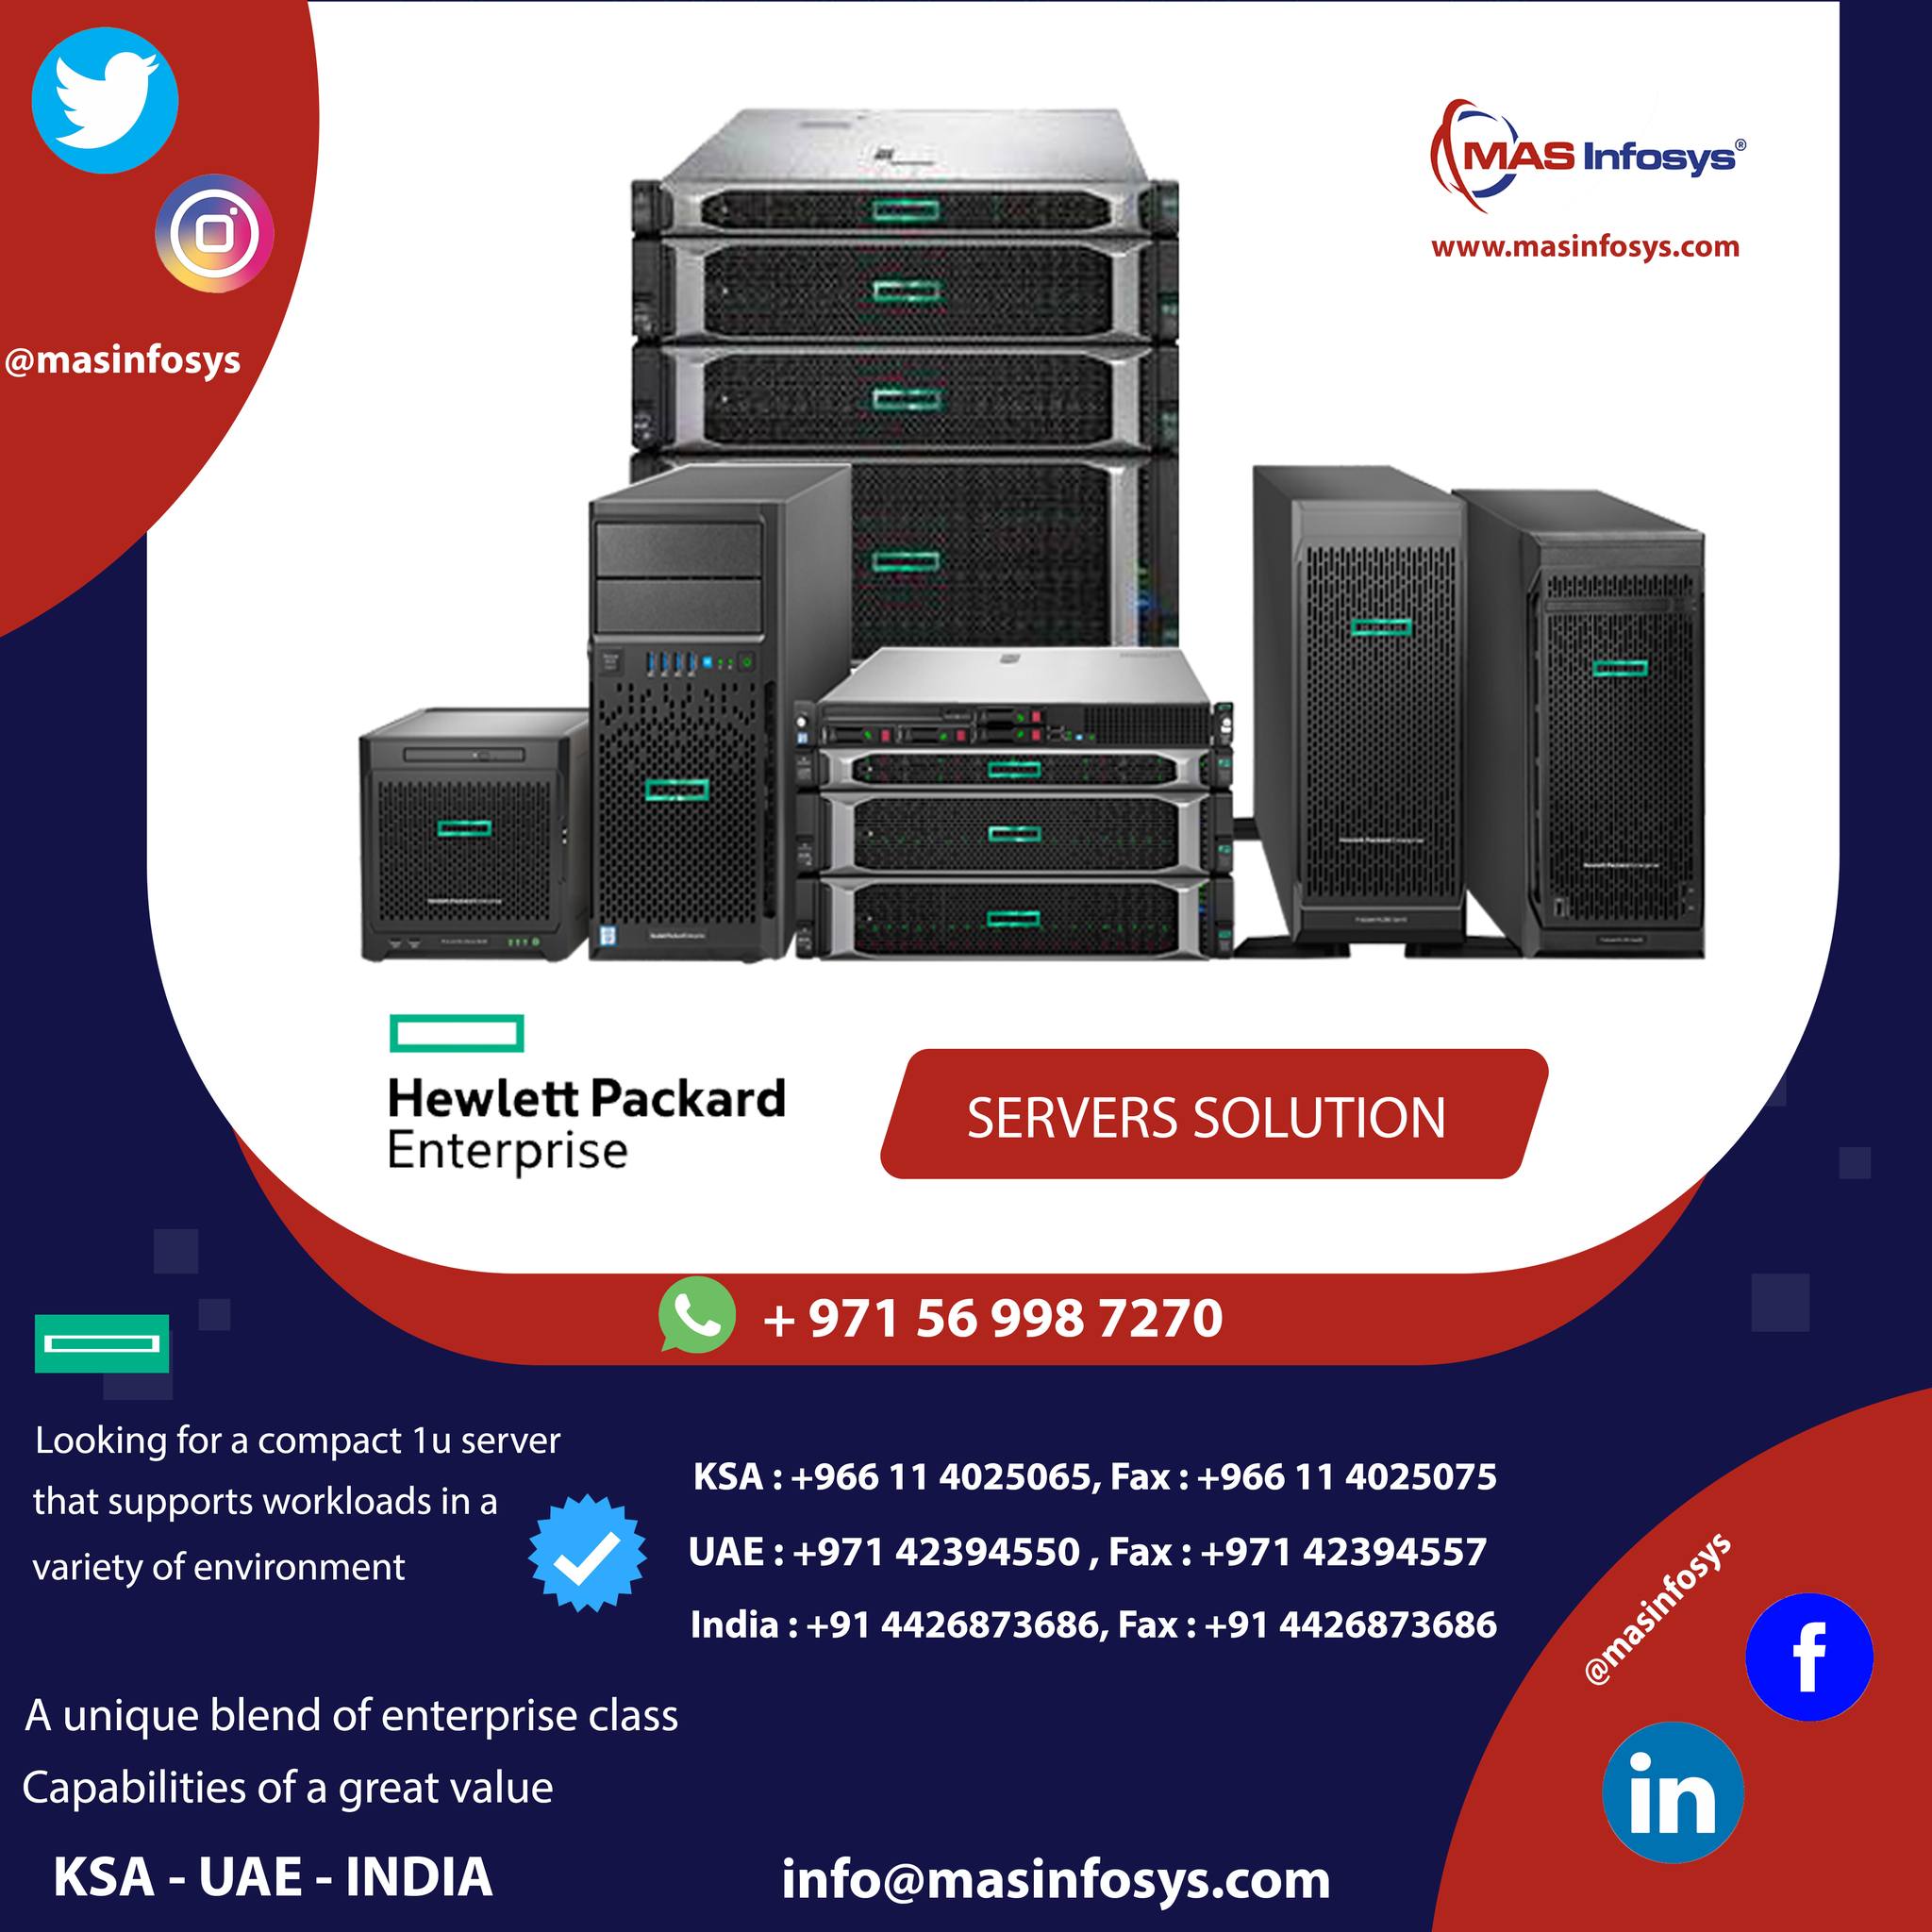 @masinfosys
MAS Infosys®
www.masinfosys.com
Hewlett Packard
Enterprise
SERVERS SOLUTION
+ 971 56 998 7270
Looking for a compact 1u server
that supports workloads in a
variety of environment
KSA : +966 11 4025065, Fax : +966 11 4025075
UAE : +971 42394550 , Fax : +971 42394557
India : +91 4426873686, Fax : +91 4426873686
A unique blend of enterprise class
Capabilities of a great value
KSA - UAE - INDIA
info@masinfosys.com
@masinfosys
f
in